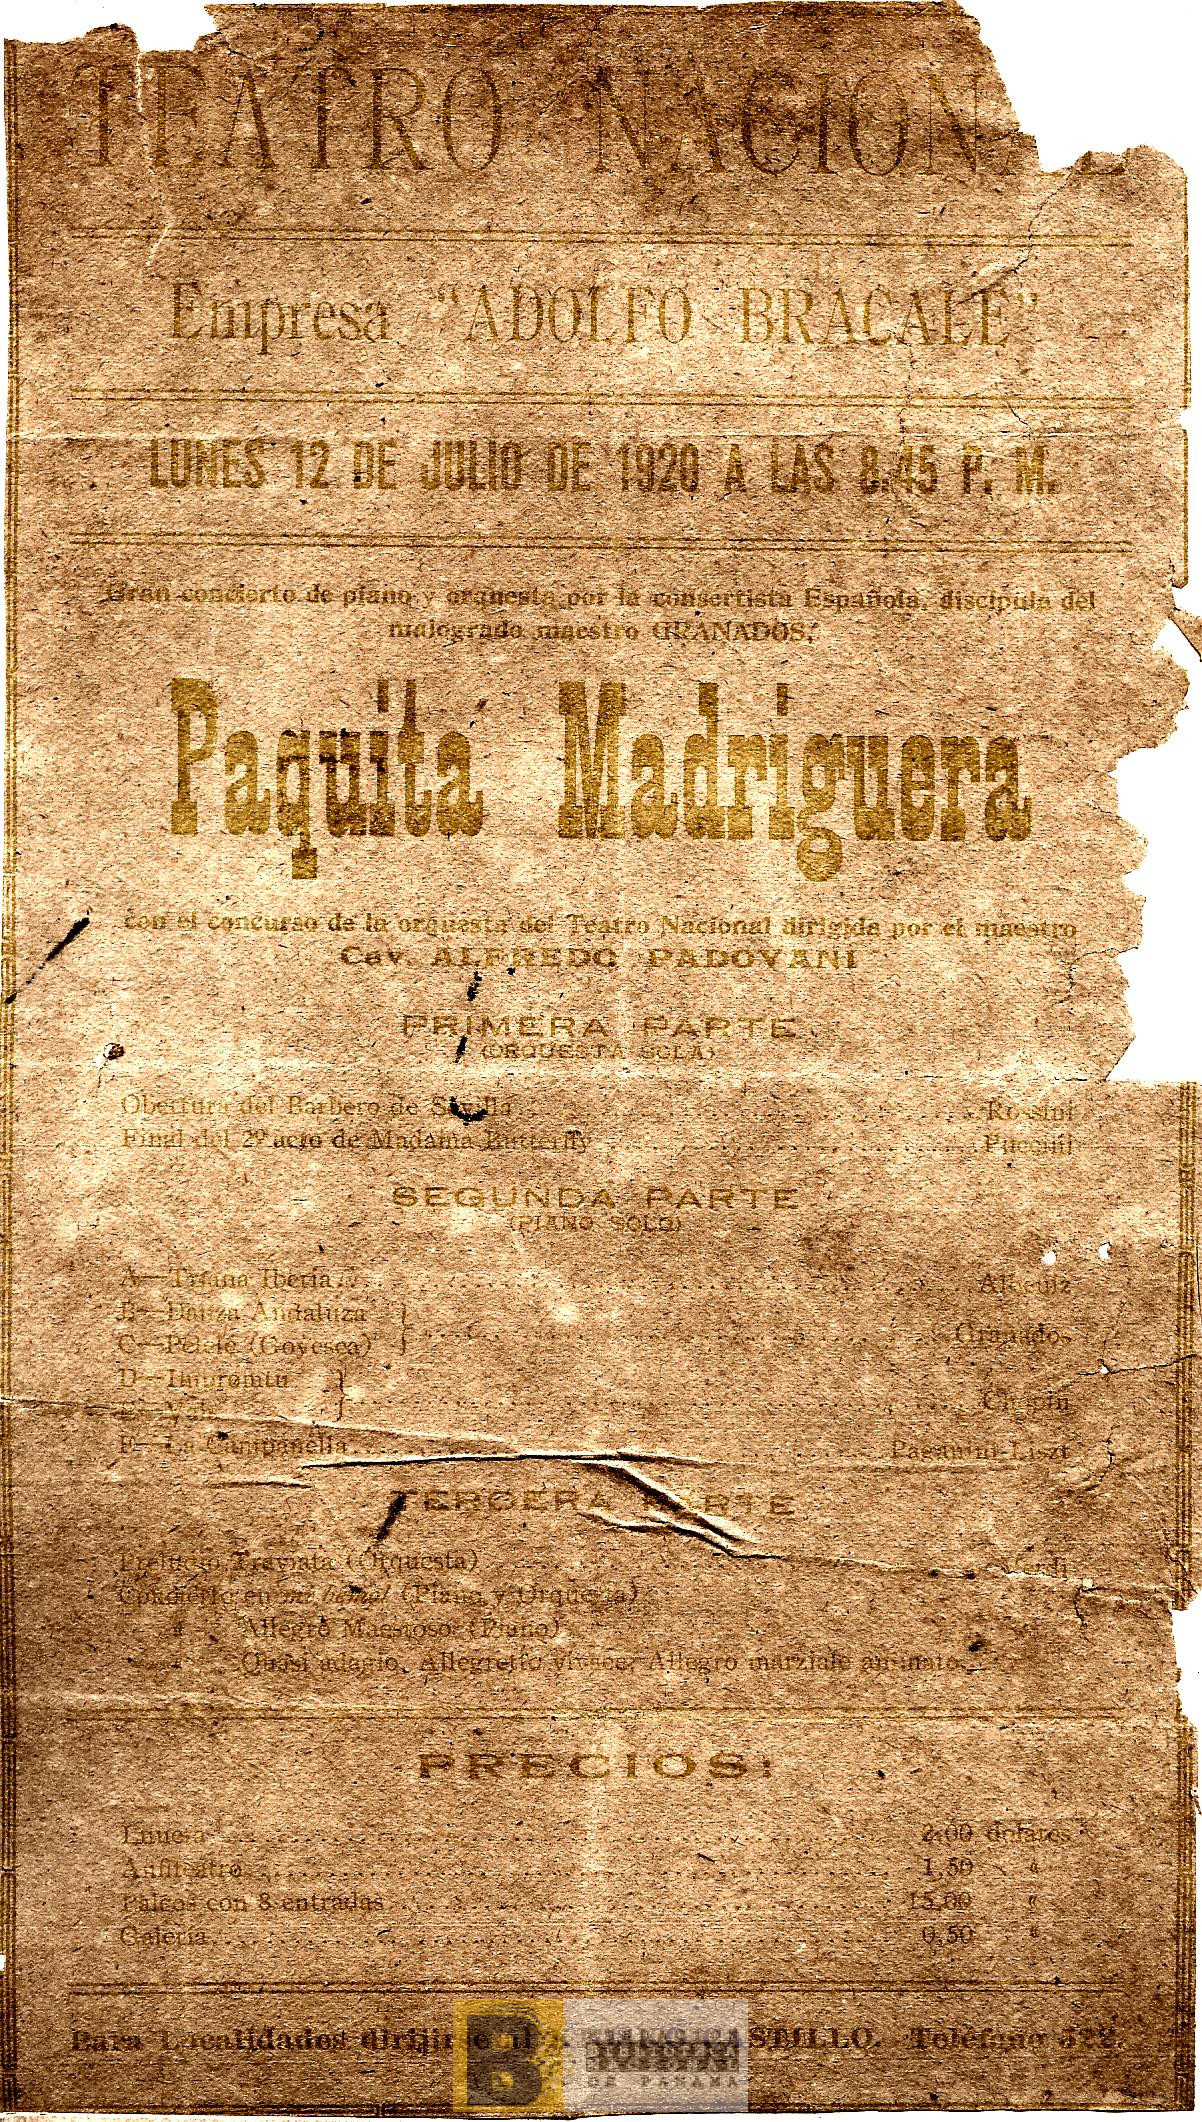 TEATRO NACIONAL
Empresa "ADOLFO BRACALE"
LUNES 12 DE JULIO DE 1920 A LAS 8.45 P. M.
Gran concierto de piano y orquesta por la consertista Española, discipula del
malogrado maestro GRANADOS,
Paquita Madriguera
con el concurso de la orquesta del Teatro Nacional dirigida por el maestro
Cav. ALFREDO PADOVANI
PRIMERA PARTE
(ORQUESTA SOLA)
Obertura del Barbero de Sevilla Rossini
Final del 2º acto de Madama Butterfly Puccini
SEGUNDA PARTE
(PIANO SOLO)
A—Triana Iberia Albeniz
B—Danza Andaluza
C—Pelele (Goyesca) Granados
D—Impromtu
Chopin
F—La Campanella Paganini-Liszt
TERCERA PARTE
Preludio Traviata (Orquesta) Verdi
Concierto en mi bemol (Piano y Orquesta)
Allegro Maestoso (Piano)
Quasi adagio, Allegretto vivace, Allegro marziale animato
PRECIOS:
Luneta 2.00 dolares
Anfiteatro 1.50 "
Palcos con 8 entradas 15.00 "
Galeria 0.50 "
Para Localidades dirijirse Teléfono 522
B
DE PANAMA